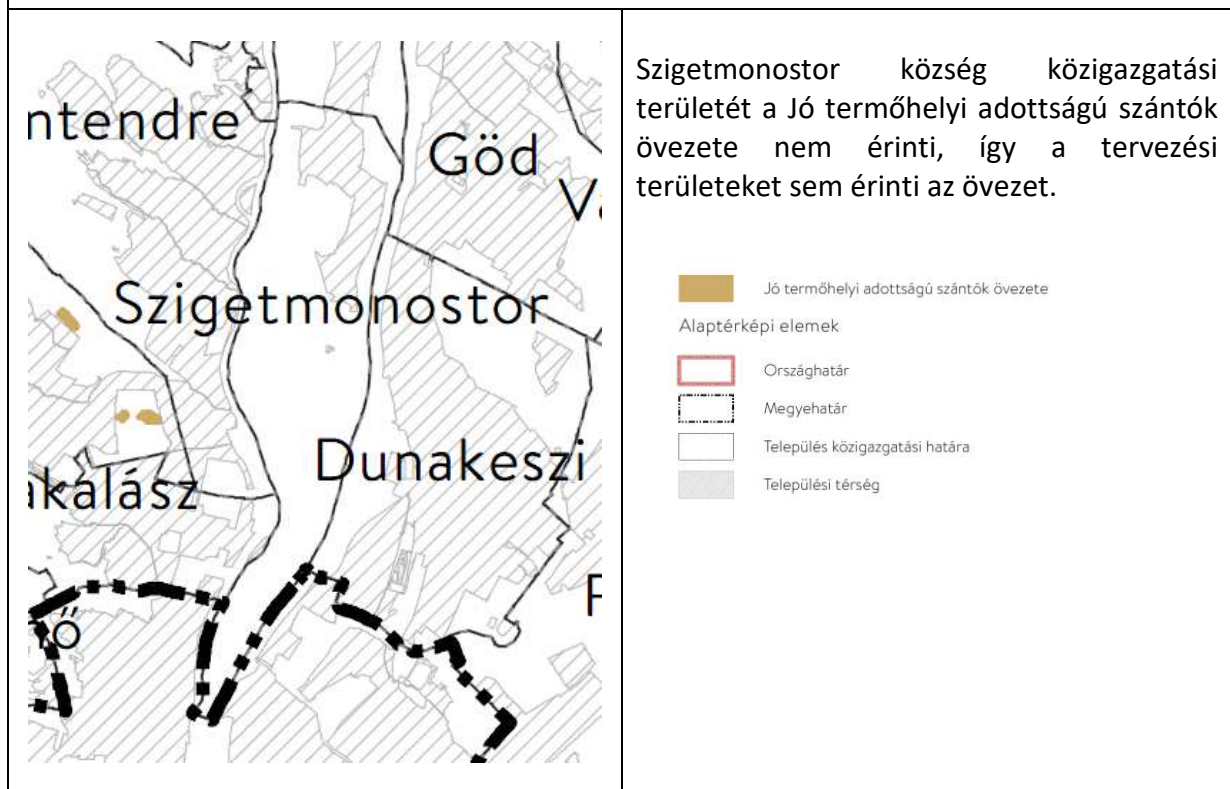 ntendre
Göd
Szigetmonostor
Dunakeszi
akalász
Szigetmonostor község közigazgatási
területét a Jó termőhelyi adottságú szántók
övezete nem érinti, így a tervezési
területeket sem érinti az övezet.
Jó termőhelyi adottságú szántók övezete
Alaptérképi elemek
Országhatár
Megyehatár
Település közigazgatási határa
Települési térség